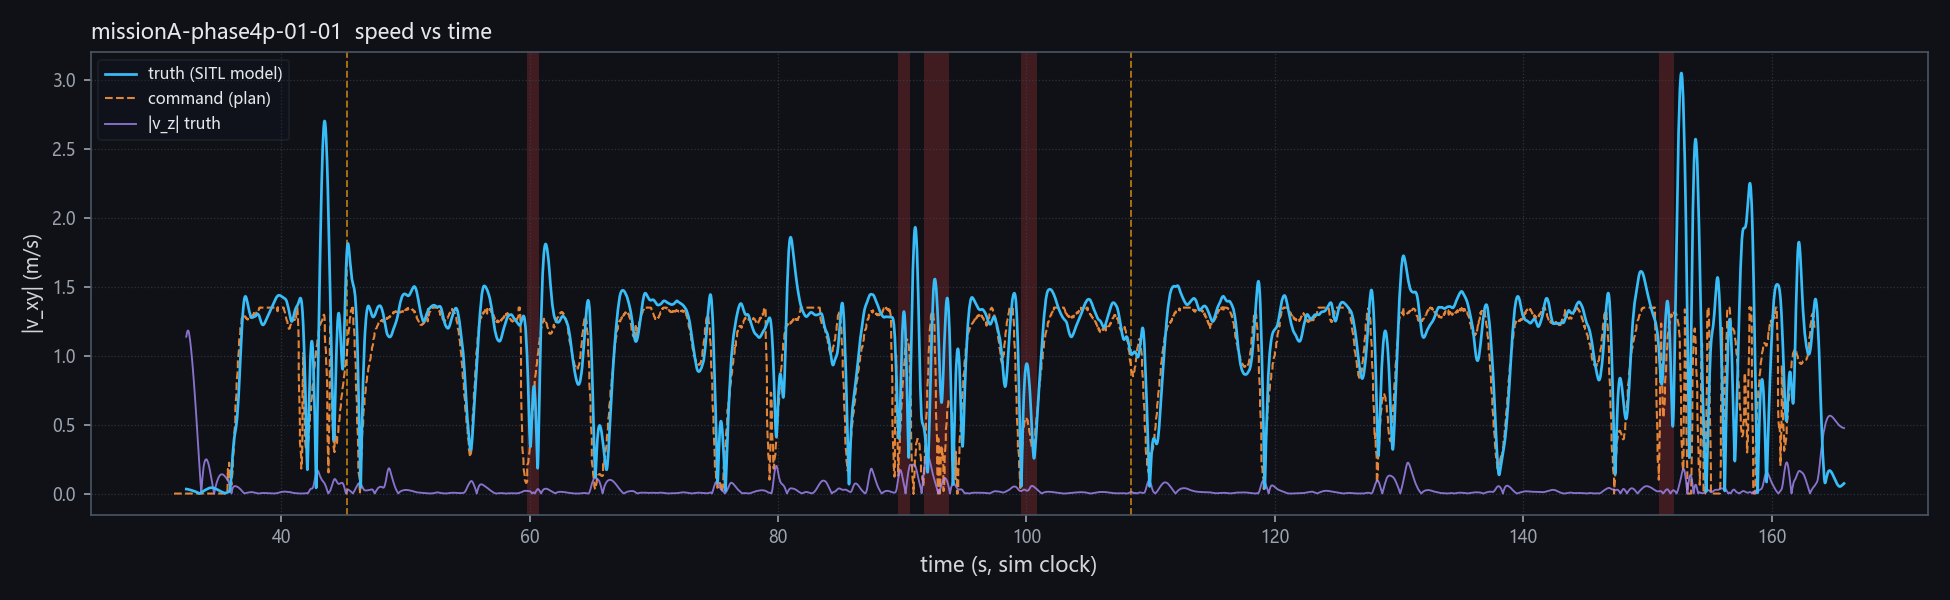 missionA-phase4p-01-01  speed vs time
truth (SITL model)
command (plan)
|v_z| truth
|v_xy| (m/s)
3.0
2.5
2.0
1.5
1.0
0.5
0.0
40 60 80 100 120 140 160
time (s, sim clock)